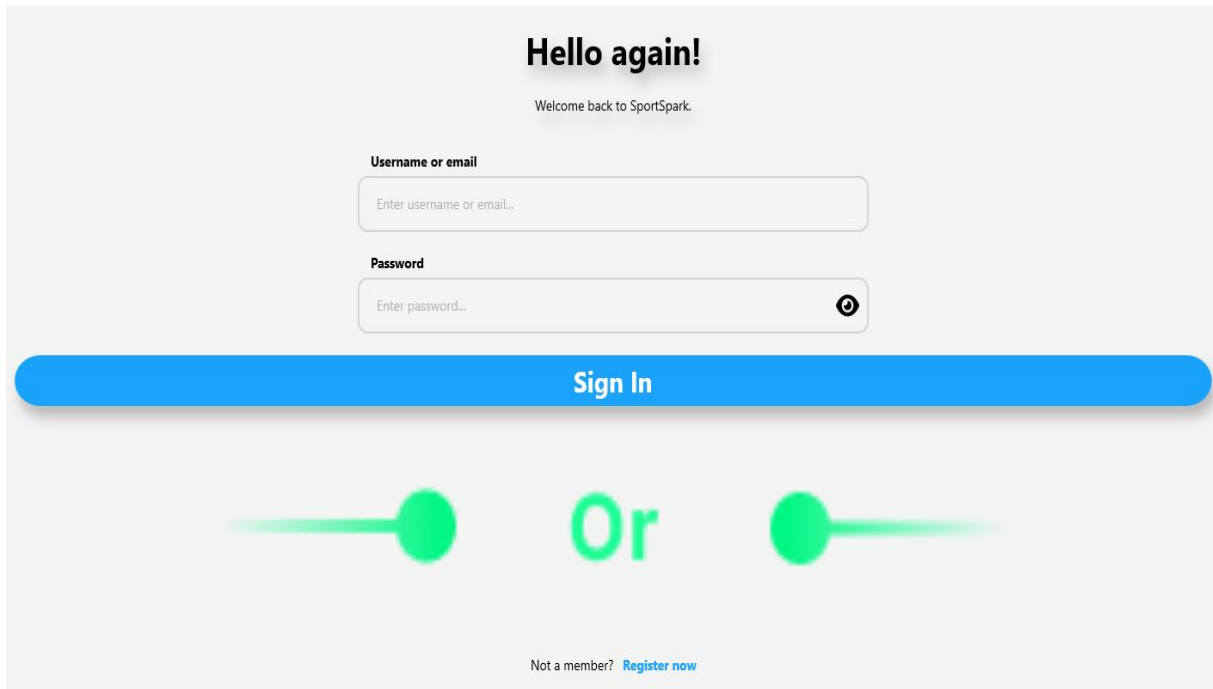 Hello again!
Welcome back to SportSpark.
Username or email
Enter username or email...
Password
Enter password...
Sign In
Or
Not a member? Register now